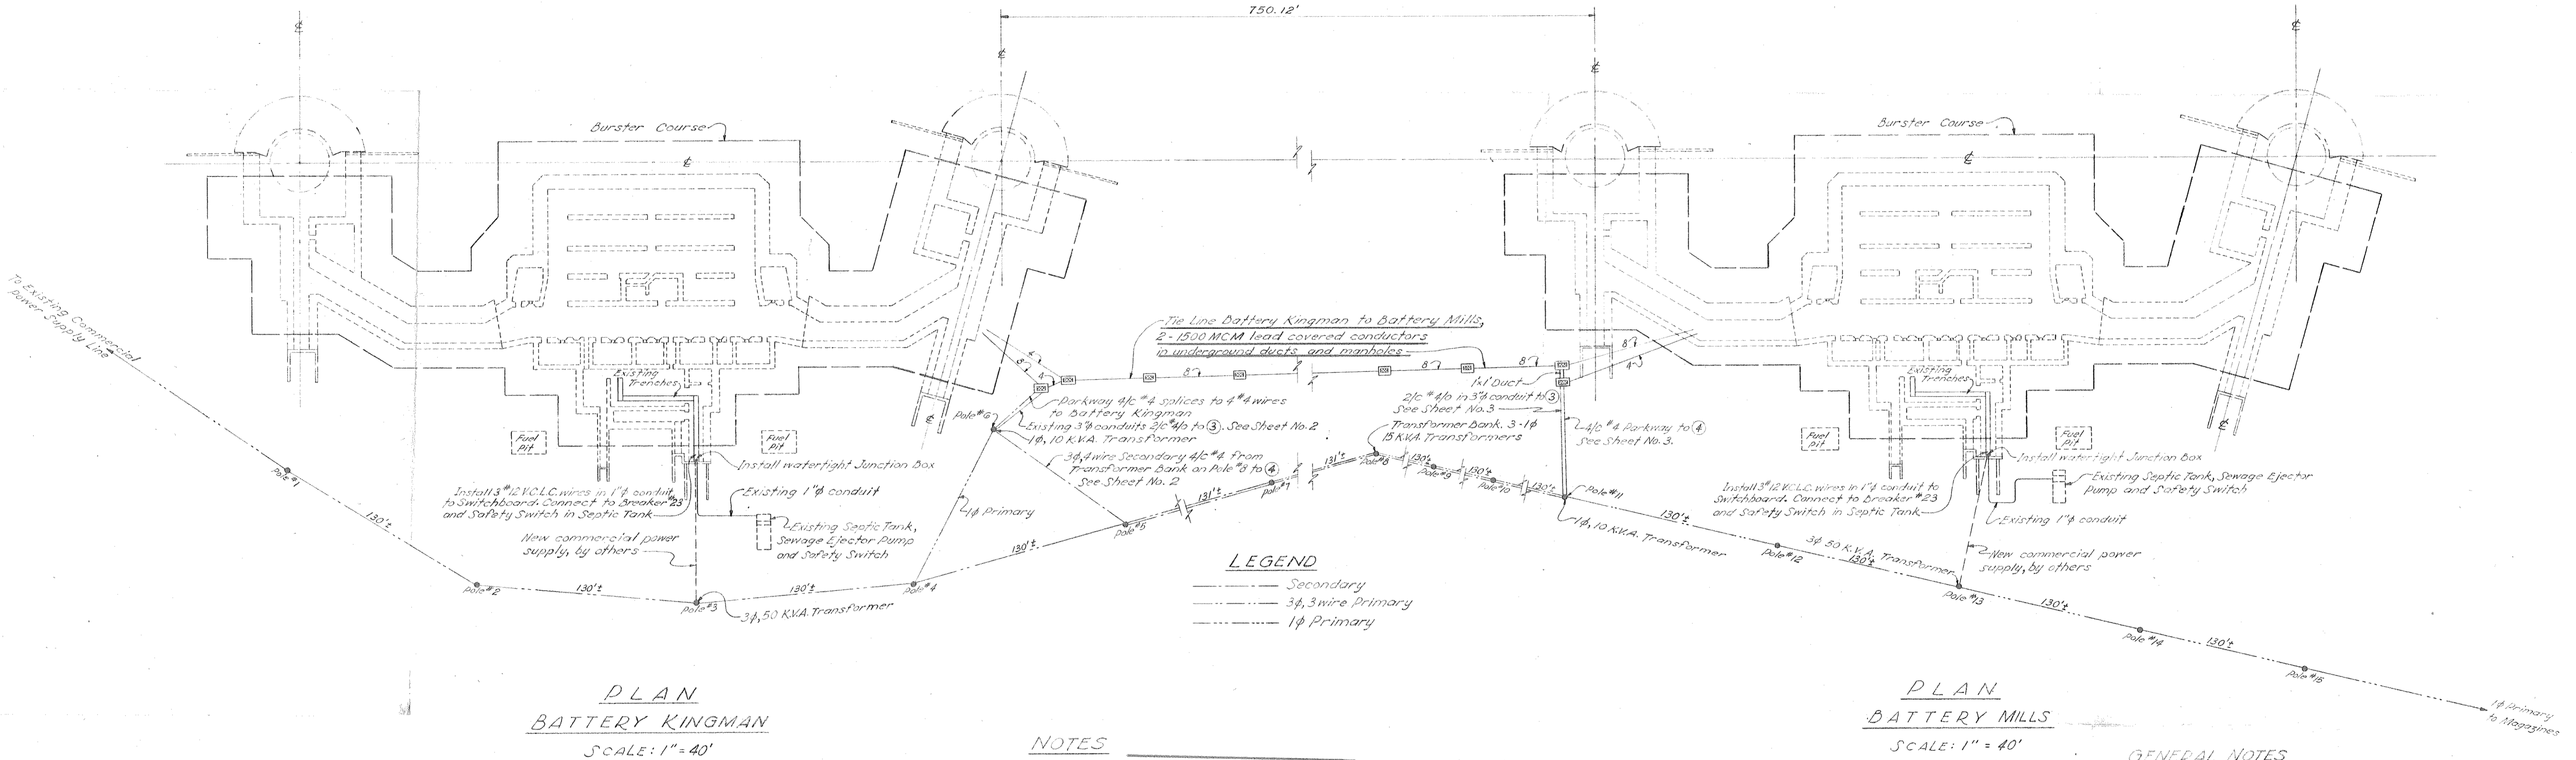 750.12'
Burster Course
Burster Course
To Existing Commercial
power Supply Line
Tie Line Battery Kingman to Battery Mills,
2 - 1500 MCM lead covered conductors
in underground ducts and manholes
8
4
4
8
8
8
8
8
8
4
1x1 Duct
Existing
Trenches
Existing
Trenches
Fuel
Pit
Fuel
Pit
Fuel
Pit
Fuel
Pit
Parkway 4/c #4 splices to 4 #4 wires
to Battery Kingman
Existing 3"φ conduits 2/c #4/0 to ③. See Sheet No. 2
1φ, 10 K.V.A. Transformer
2/c #4/0 in 3"φ conduit to ③
See Sheet No. 3
Transformer Bank. 3-1φ
15 K.V.A. Transformers
4/c #4 Parkway to ④
See Sheet No. 3.
3φ, 4 wire Secondary 4/c #4 from
Transformer Bank on Pole #8 to ④
See Sheet No. 2
1φ Primary
Install watertight Junction Box
Install 3 #12 V.C.L.C. wires in 1"φ conduit
to Switchboard. Connect to Breaker #23
and Safety Switch in Septic Tank
Existing 1"φ conduit
Existing Septic Tank,
Sewage Ejector Pump
and Safety Switch
New commercial power
supply, by others
3φ, 50 K.V.A. Transformer
Install watertight Junction Box
Existing Septic Tank, Sewage Ejector
Pump and Safety Switch
Install 3 #12 V.C.L.C. wires in 1"φ conduit to
Switchboard. Connect to Breaker #23
and Safety Switch in Septic Tank
Existing 1"φ conduit
New commercial power
supply, by others
1φ, 10 K.V.A. Transformer
3φ 50 K.V.A. Transformer
Pole #1
130'±
Pole #2
130'±
Pole #3
130'±
Pole #4
130'±
Pole #5
Pole #6
131'±
Pole #7
131'±
Pole #8
130'±
Pole #9
130'±
Pole #10
130'±
Pole #11
130'±
Pole #12
130'±
Pole #13
130'±
Pole #14
130'±
Pole #15
1φ Primary
to Magazines
LEGEND
Secondary
3φ, 3 wire Primary
1φ Primary
PLAN
BATTERY KINGMAN
SCALE: 1" = 40'
NOTES
PLAN
BATTERY MILLS
SCALE: 1" = 40'
GENERAL NOTES